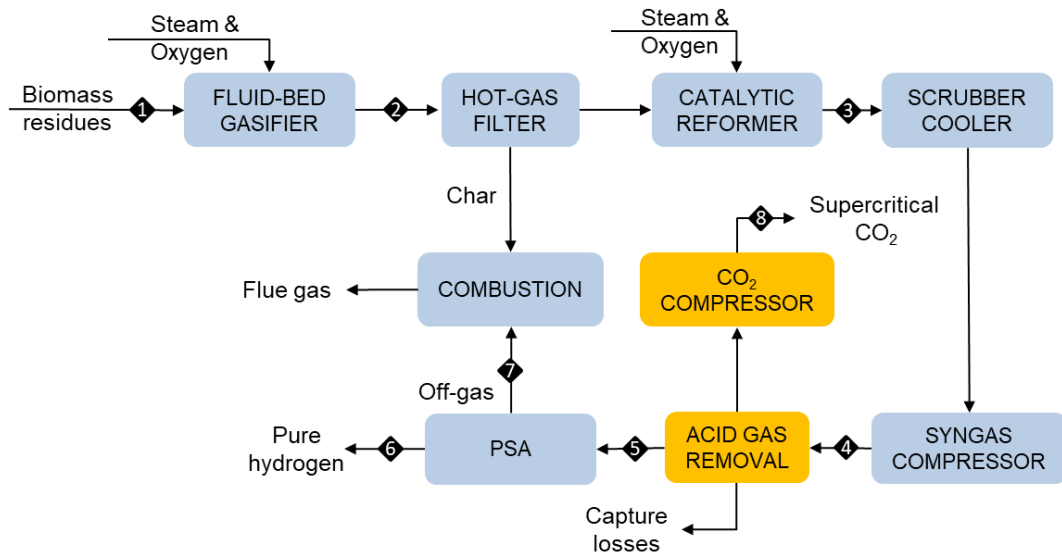 Steam &
Oxygen
Steam &
Oxygen
Biomass
residues
1
FLUID-BED
GASIFIER
2
HOT-GAS
FILTER
CATALYTIC
REFORMER
3
SCRUBBER
COOLER
Char
8
Supercritical
CO₂
Flue gas
COMBUSTION
CO₂
COMPRESSOR
7
Off-gas
Pure
hydrogen
6
PSA
5
ACID GAS
REMOVAL
4
SYNGAS
COMPRESSOR
Capture
losses